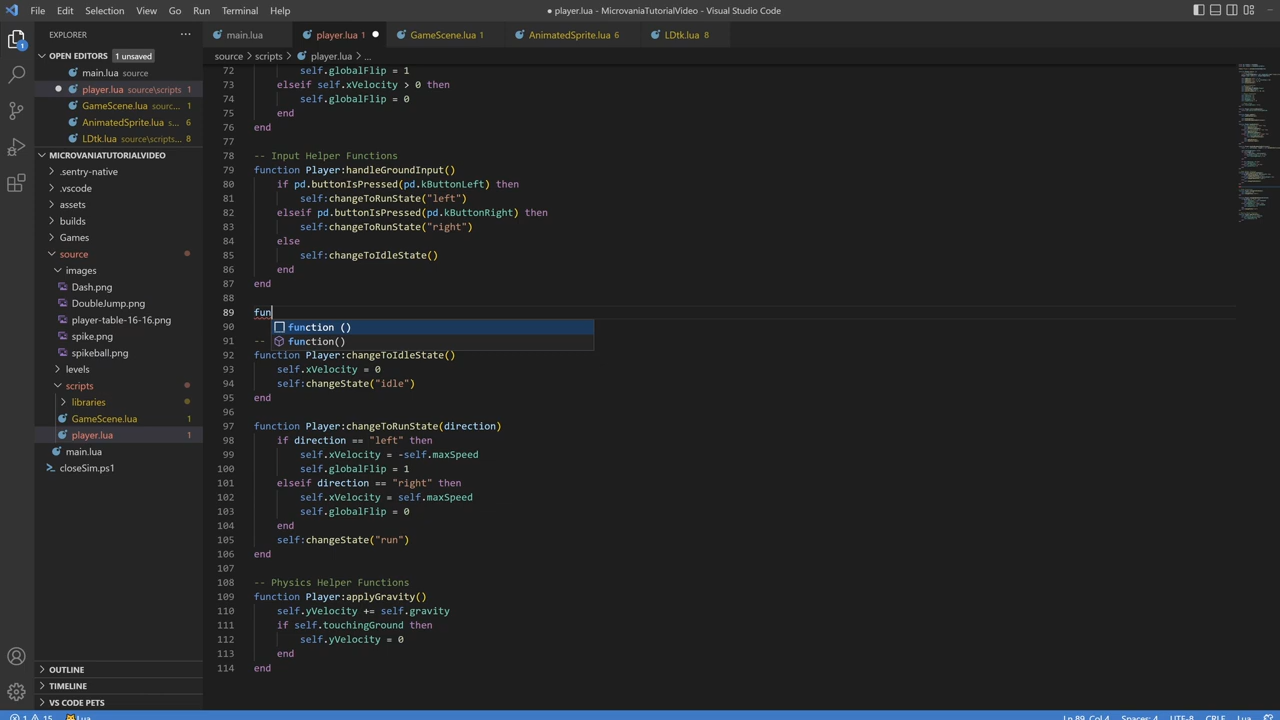 File Edit Selection View Go Run Terminal Help
● player.lua - MicrovaniaTutorialVideo - Visual Studio Code
EXPLORER
OPEN EDITORS 1 unsaved
main.lua source
player.lua source\scripts 1
GameScene.lua sourc... 1
AnimatedSprite.lua 6
LDtk.lua source\scripts... 8
MICROVANIATUTORIALVIDEO
.sentry-native
.vscode
assets
builds
Games
source
images
Dash.png
DoubleJump.png
player-table-16-16.png
spike.png
spikeball.png
levels
scripts
libraries
GameScene.lua 1
player.lua 1
main.lua
closeSim.ps1
OUTLINE
TIMELINE
VS CODE PETS
main.lua player.lua 1 GameScene.lua 1 AnimatedSprite.lua 6 LDtk.lua 8
source > scripts > player.lua > ...
72 self.globalFlip = 1
73 elseif self.xVelocity > 0 then
74 self.globalFlip = 0
75 end
76 end
77
78 -- Input Helper Functions
79 function Player:handleGroundInput()
80 if pd.buttonIsPressed(pd.kButtonLeft) then
81 self:changeToRunState("left")
82 elseif pd.buttonIsPressed(pd.kButtonRight) then
83 self:changeToRunState("right")
84 else
85 self:changeToIdleState()
86 end
87 end
88
89 fun
90 function ()
function()
91 --
92 function Player:changeToIdleState()
93 self.xVelocity = 0
94 self:changeState("idle")
95 end
96
97 function Player:changeToRunState(direction)
98 if direction == "left" then
99 self.xVelocity = -self.maxSpeed
100 self.globalFlip = 1
101 elseif direction == "right" then
102 self.xVelocity = self.maxSpeed
103 self.globalFlip = 0
104 end
105 self:changeState("run")
106 end
107
108 -- Physics Helper Functions
109 function Player:applyGravity()
110 self.yVelocity += self.gravity
111 if self.touchingGround then
112 self.yVelocity = 0
113 end
114 end
1 15 Lua Ln 89, Col 4 Spaces: 4 UTF-8 CRLF Lua